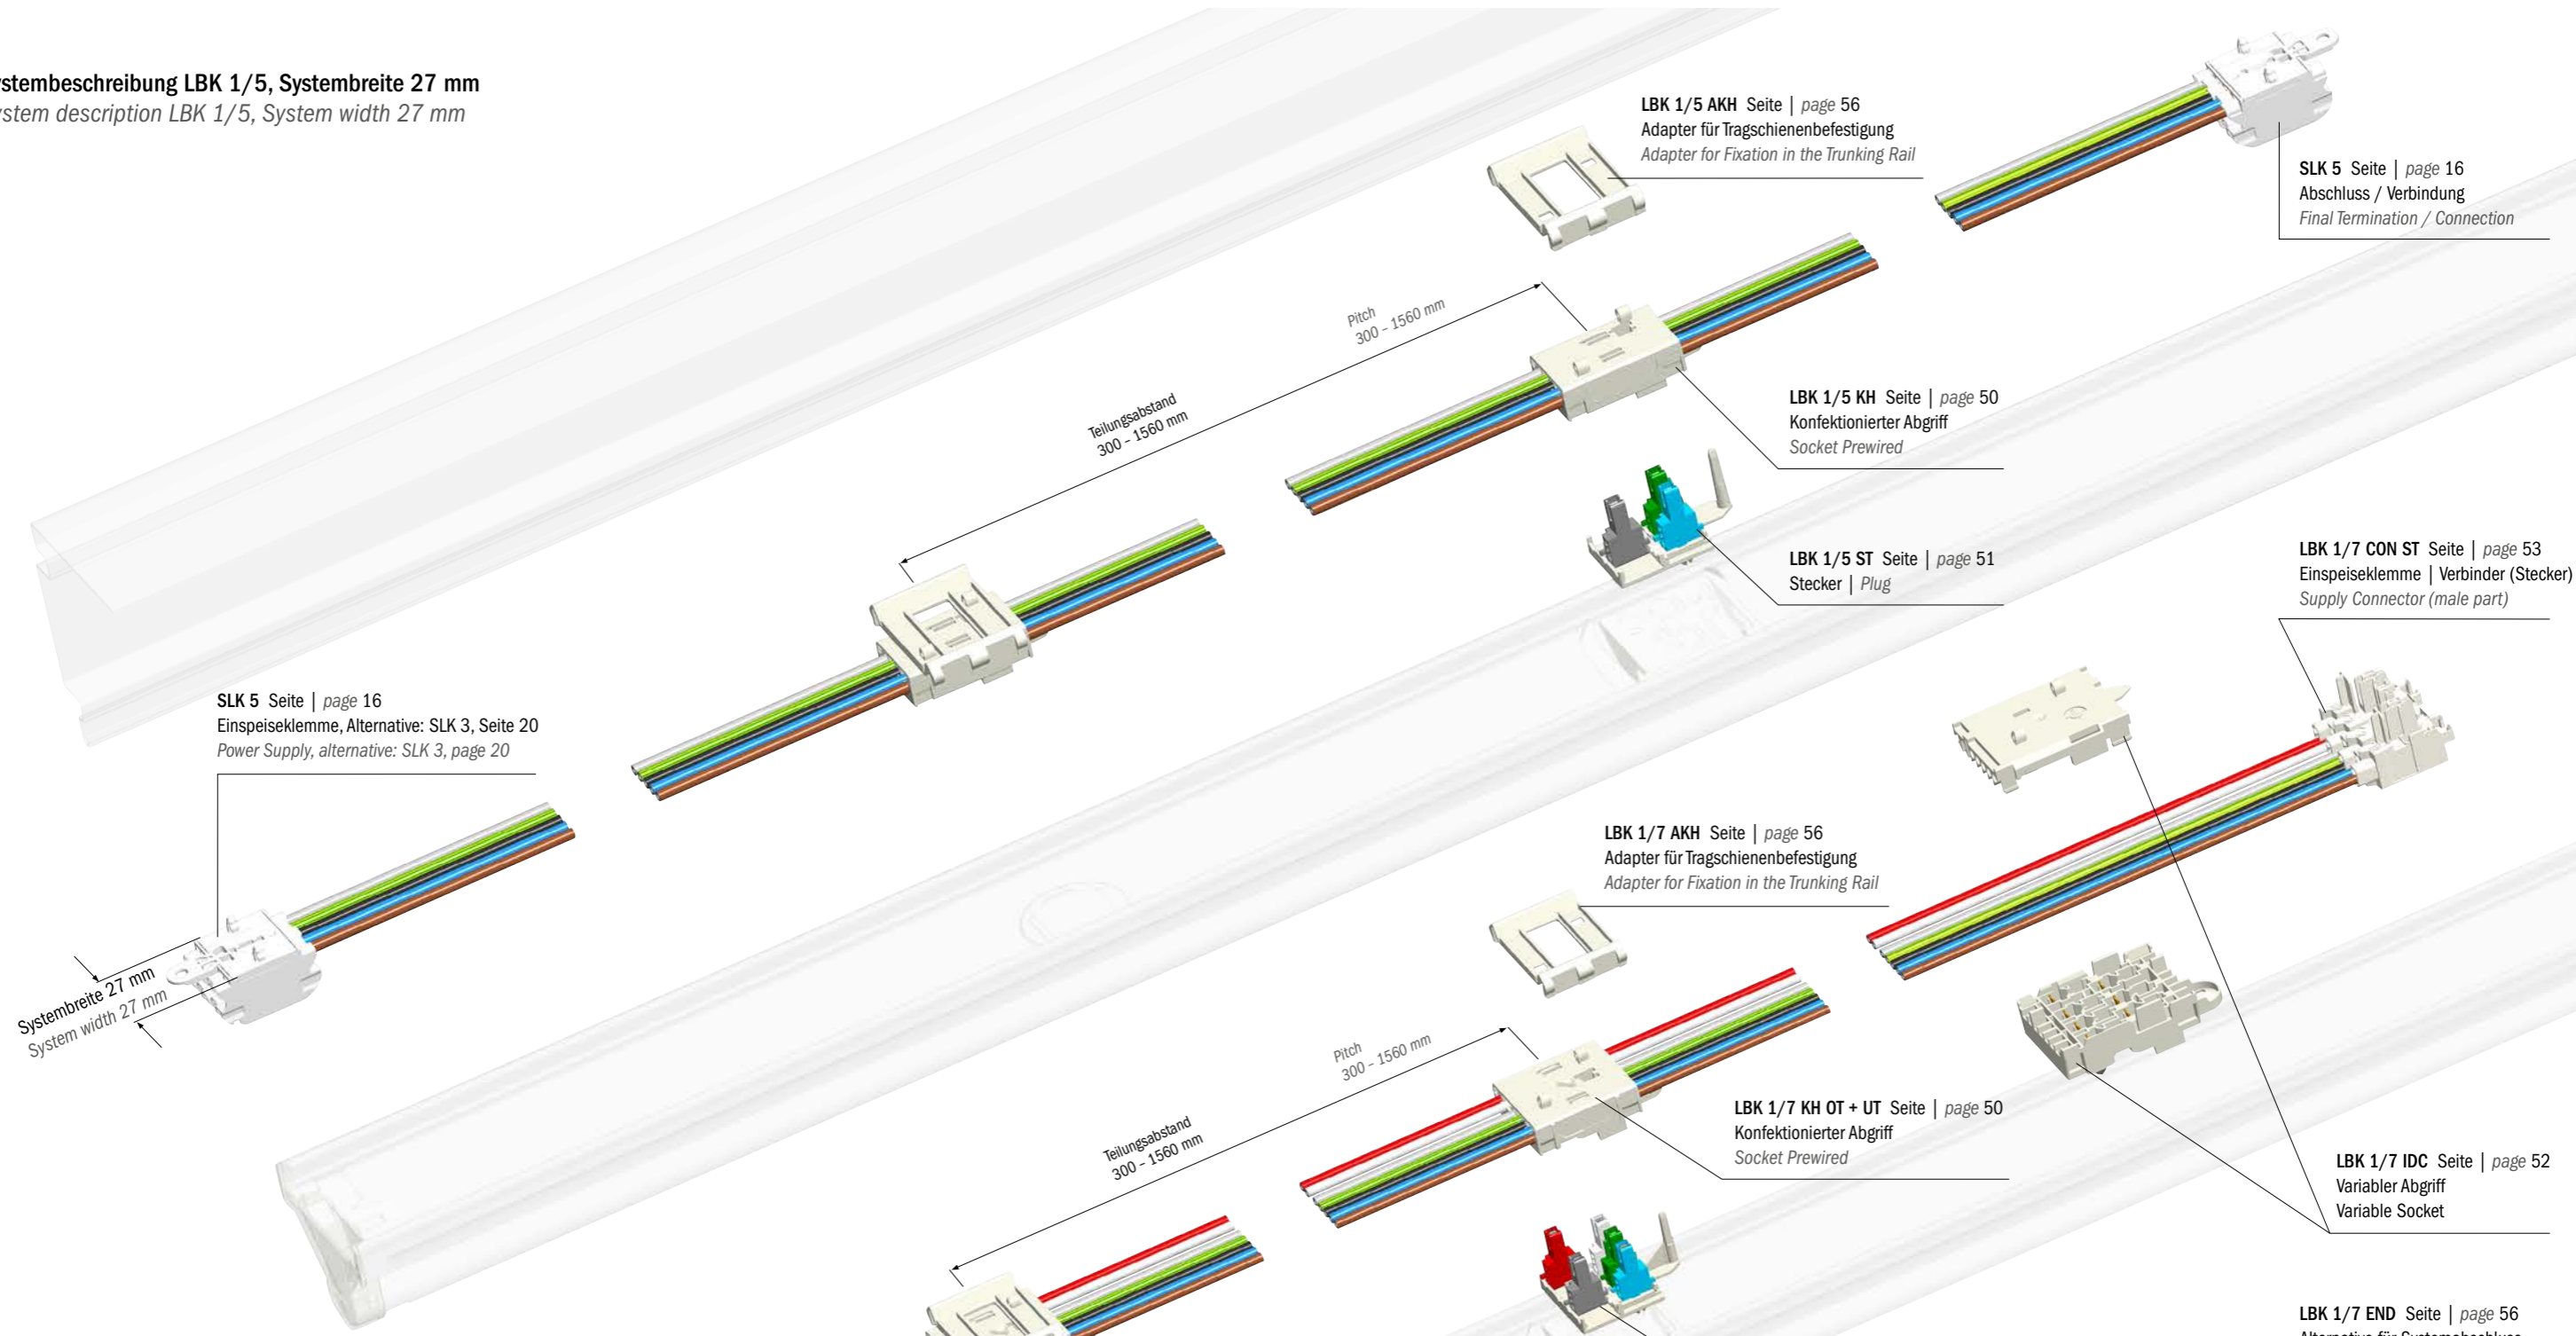 ystembeschreibung LBK 1/5, Systembreite 27 mm
ystem description LBK 1/5, System width 27 mm
LBK 1/5 AKH Seite | page 56
Adapter für Tragschienenbefestigung
Adapter for Fixation in the Trunking Rail
SLK 5 Seite | page 16
Abschluss / Verbindung
Final Termination / Connection
Pitch
300 - 1560 mm
Teilungsabstand
300 - 1560 mm
LBK 1/5 KH Seite | page 50
Konfektionierter Abgriff
Socket Prewired
LBK 1/5 ST Seite | page 51
Stecker | Plug
LBK 1/7 CON ST Seite | page 53
Einspeiseklemme | Verbinder (Stecker)
Supply Connector (male part)
SLK 5 Seite | page 16
Einspeiseklemme, Alternative: SLK 3, Seite 20
Power Supply, alternative: SLK 3, page 20
Systembreite 27 mm
System width 27 mm
LBK 1/7 AKH Seite | page 56
Adapter für Tragschienenbefestigung
Adapter for Fixation in the Trunking Rail
Pitch
300 - 1560 mm
Teilungsabstand
300 - 1560 mm
LBK 1/7 KH OT + UT Seite | page 50
Konfektionierter Abgriff
Socket Prewired
LBK 1/7 IDC Seite | page 52
Variabler Abgriff
Variable Socket
LBK 1/7 END Seite | page 56
Alternative für Systemabschluss